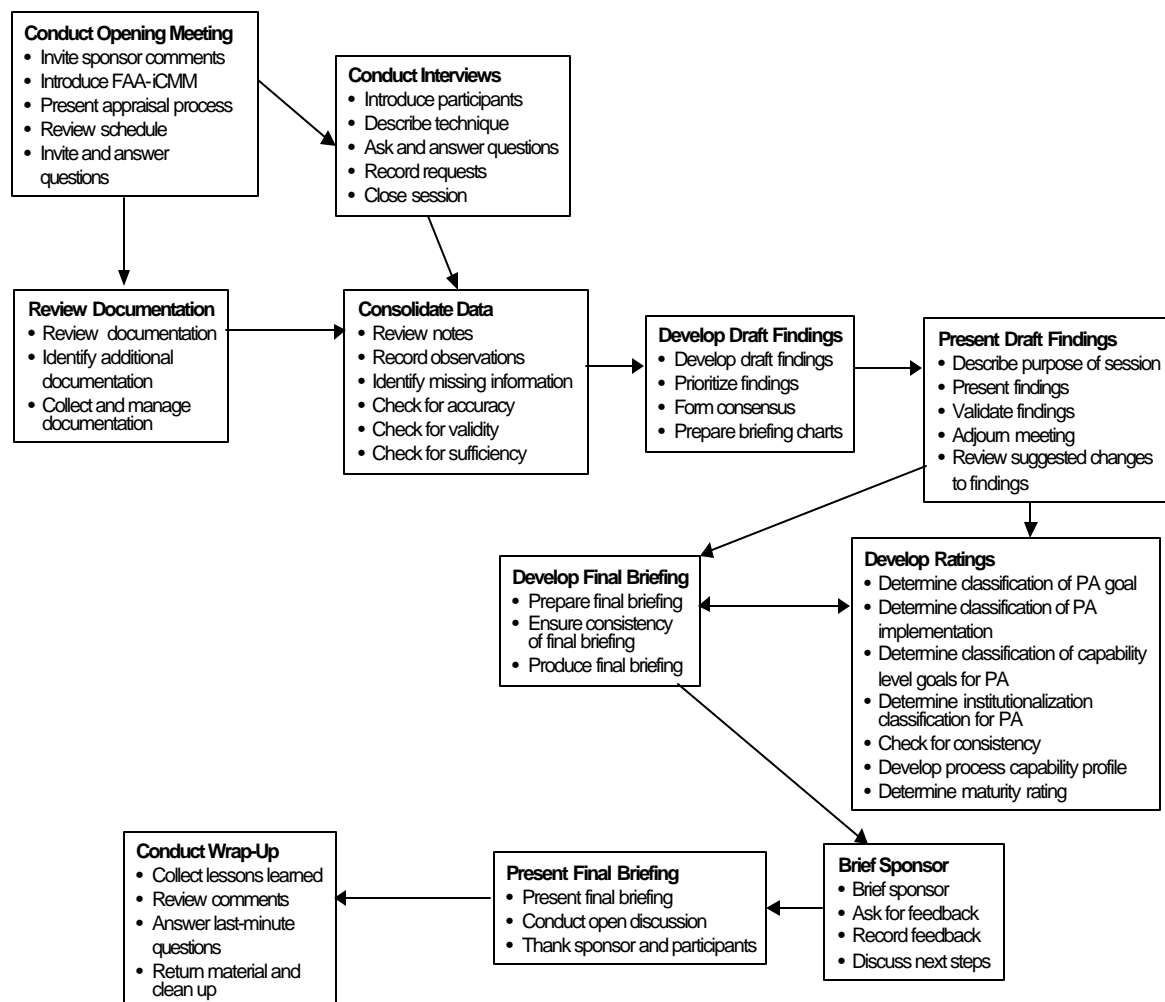 Conduct Opening Meeting
• Invite sponsor comments
• Introduce FAA-iCMM
• Present appraisal process
• Review schedule
• Invite and answer
questions
Conduct Interviews
• Introduce participants
• Describe technique
• Ask and answer questions
• Record requests
• Close session
Review Documentation
• Review documentation
• Identify additional
documentation
• Collect and manage
documentation
Consolidate Data
• Review notes
• Record observations
• Identify missing information
• Check for accuracy
• Check for validity
• Check for sufficiency
Develop Draft Findings
• Develop draft findings
• Prioritize findings
• Form consensus
• Prepare briefing charts
Present Draft Findings
• Describe purpose of session
• Present findings
• Validate findings
• Adjourn meeting
• Review suggested changes
to findings
Develop Final Briefing
• Prepare final briefing
• Ensure consistency
of final briefing
• Produce final briefing
Develop Ratings
• Determine classification of PA goal
• Determine classification of PA
implementation
• Determine classification of capability
level goals for PA
• Determine institutionalization
classification for PA
• Check for consistency
• Develop process capability profile
• Determine maturity rating
Conduct Wrap-Up
• Collect lessons learned
• Review comments
• Answer last-minute
questions
• Return material and
clean up
Present Final Briefing
• Present final briefing
• Conduct open discussion
• Thank sponsor and participants
Brief Sponsor
• Brief sponsor
• Ask for feedback
• Record feedback
• Discuss next steps